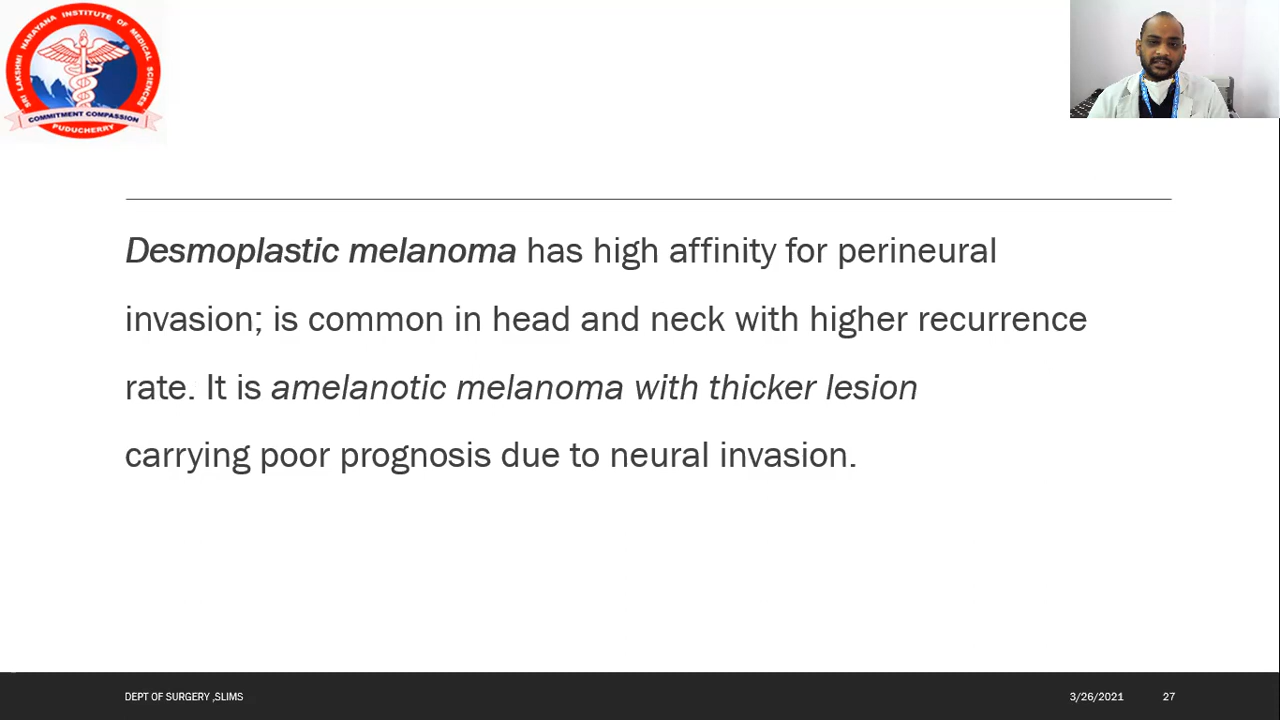 SRI LAKSHMI NARAYANA INSTITUTE OF MEDICAL SCIENCES
COMMITMENT COMPASSION
PUDUCHERRY
Desmoplastic melanoma has high affinity for perineural
invasion; is common in head and neck with higher recurrence
rate. It is amelanotic melanoma with thicker lesion
carrying poor prognosis due to neural invasion.
DEPT OF SURGERY ,SLIMS
3/26/2021
27